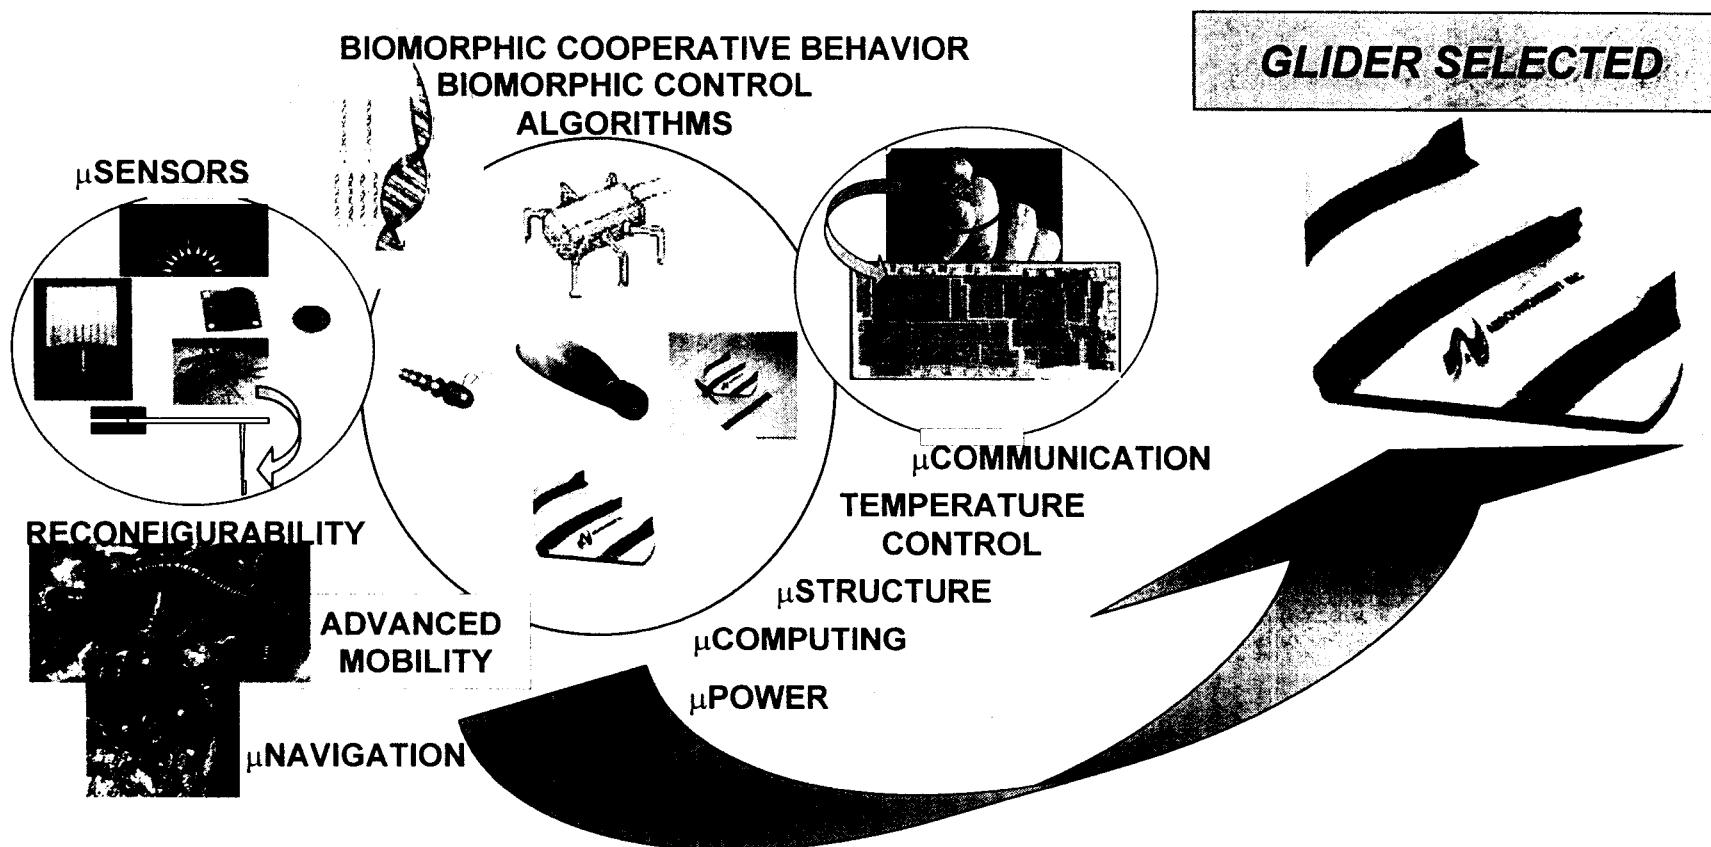 BIOMORPHIC COOPERATIVE BEHAVIOR
BIOMORPHIC CONTROL
ALGORITHMS
GLIDER SELECTED
μSENSORS
μCOMMUNICATION
TEMPERATURE
CONTROL
RECONFIGURABILITY
μSTRUCTURE
ADVANCED
MOBILITY
μCOMPUTING
μPOWER
μNAVIGATION